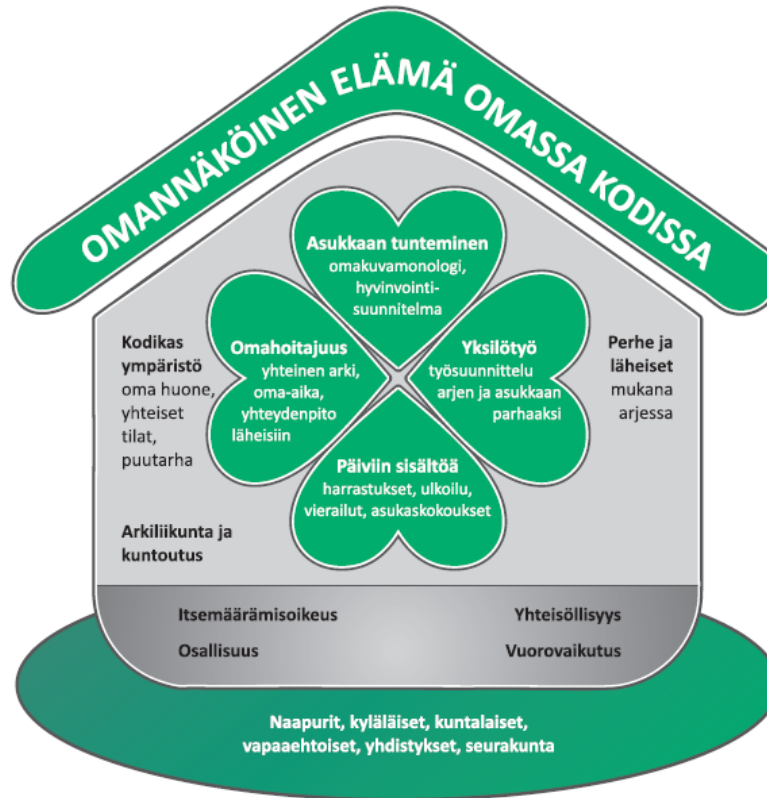 OMANNÄKÖINEN ELÄMÄ OMASSA KODISSA
Asukkaan tunteminen
omakuvamonologi,
hyvinvointi-
suunnitelma
Kodikas
ympäristö
oma huone,
yhteiset
tilat,
puutarha
Omahoitajuus
yhteinen arki,
oma-aika,
yhteydenpito
läheisiin
Yksilötyö
työsuunnittelu
arjen ja asukkaan
parhaaksi
Perhe ja
läheiset
mukana
arjessa
Päiviin sisältöä
harrastukset, ulkoilu,
vierailut, asukaskokoukset
Arkiliikunta ja
kuntoutus
Itsemäärämisoikeus
Yhteisöllisyys
Osallisuus
Vuorovaikutus
Naapurit, kyläläiset, kuntalaiset,
vapaaehtoiset, yhdistykset, seurakunta